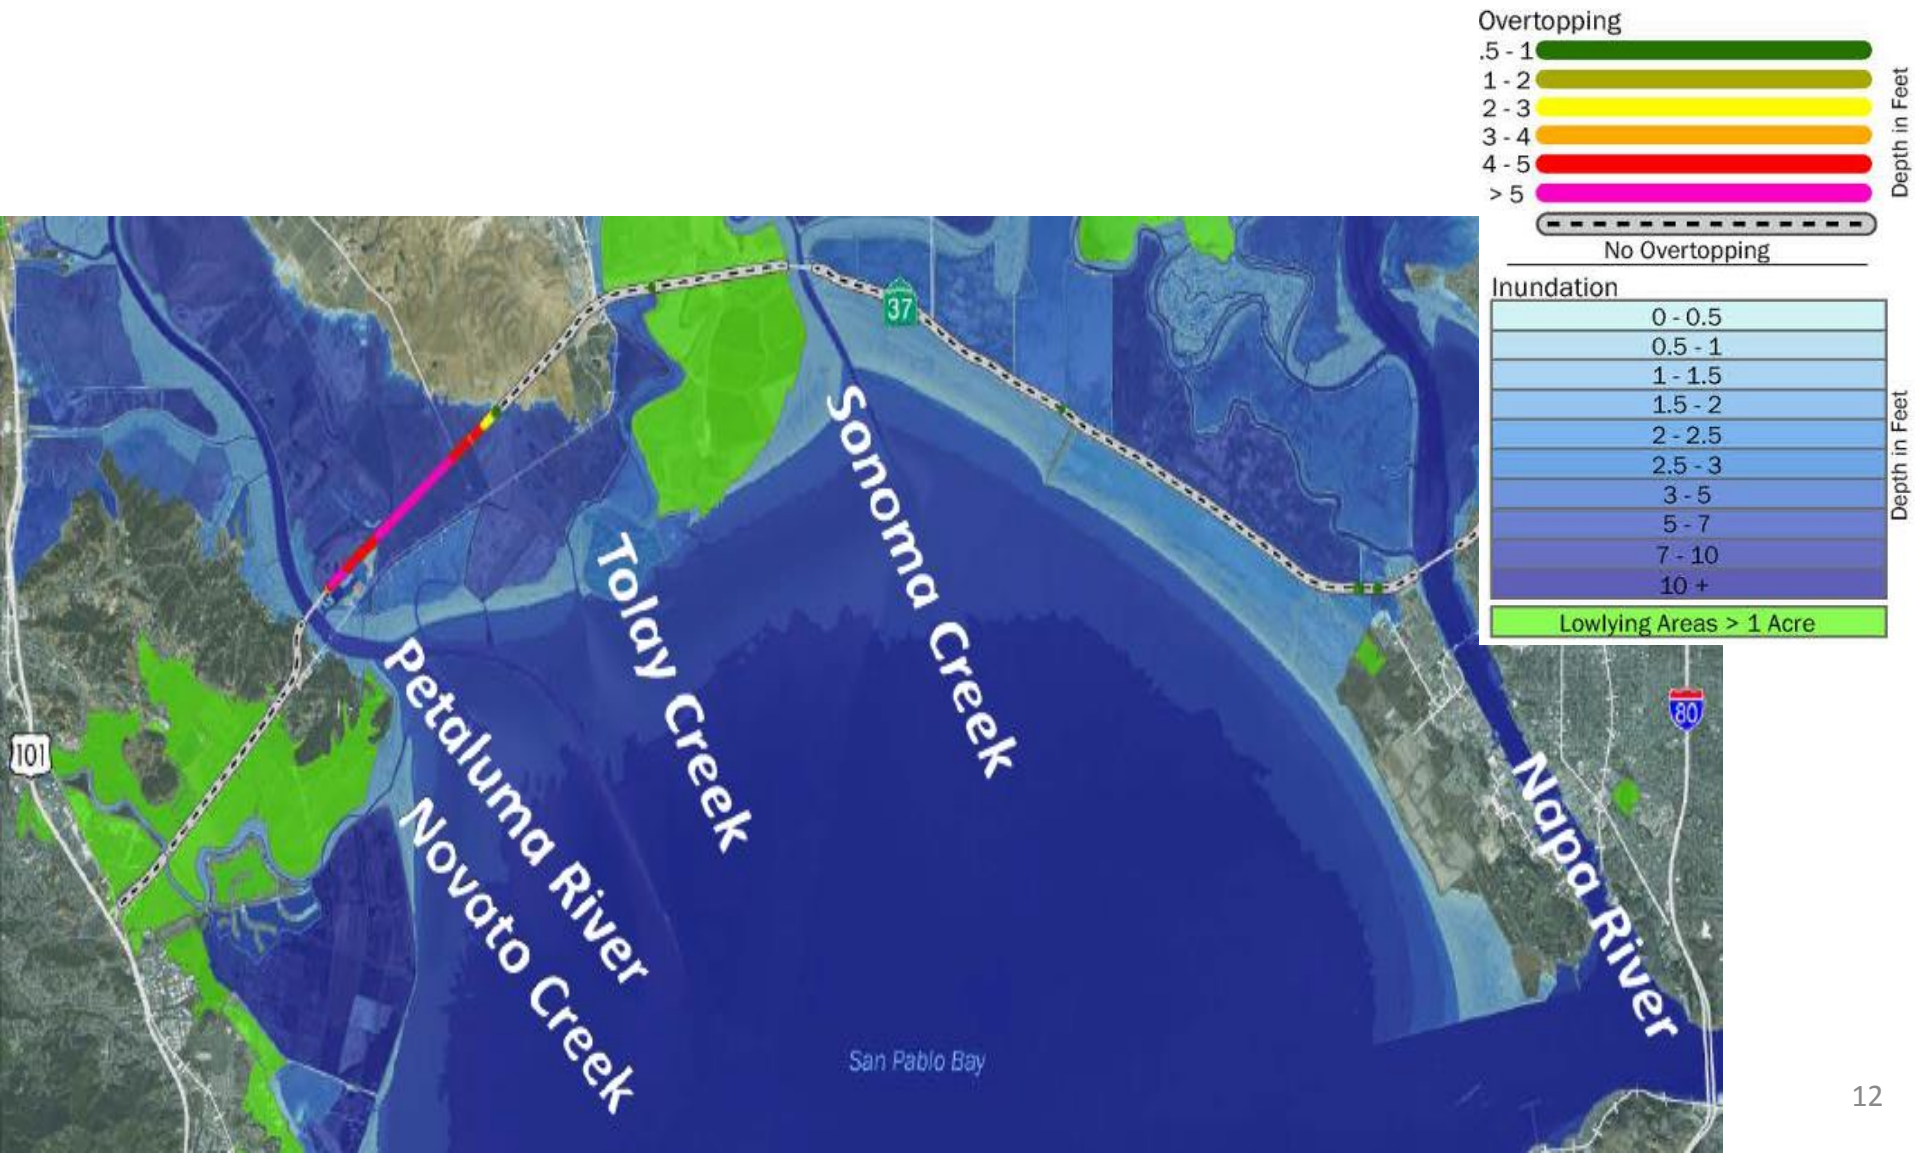 Overtopping
.5 - 1
1 - 2
2 - 3
3 - 4
4 - 5
> 5
Depth in Feet
No Overtopping
Inundation
0 - 0.5
0.5 - 1
1 - 1.5
1.5 - 2
2 - 2.5
2.5 - 3
3 - 5
5 - 7
7 - 10
10 +
Depth in Feet
Lowlying Areas > 1 Acre
37
Sonoma Creek
Tolay Creek
Petaluma River
Novato Creek
Napa River
101
80
San Pablo Bay
12